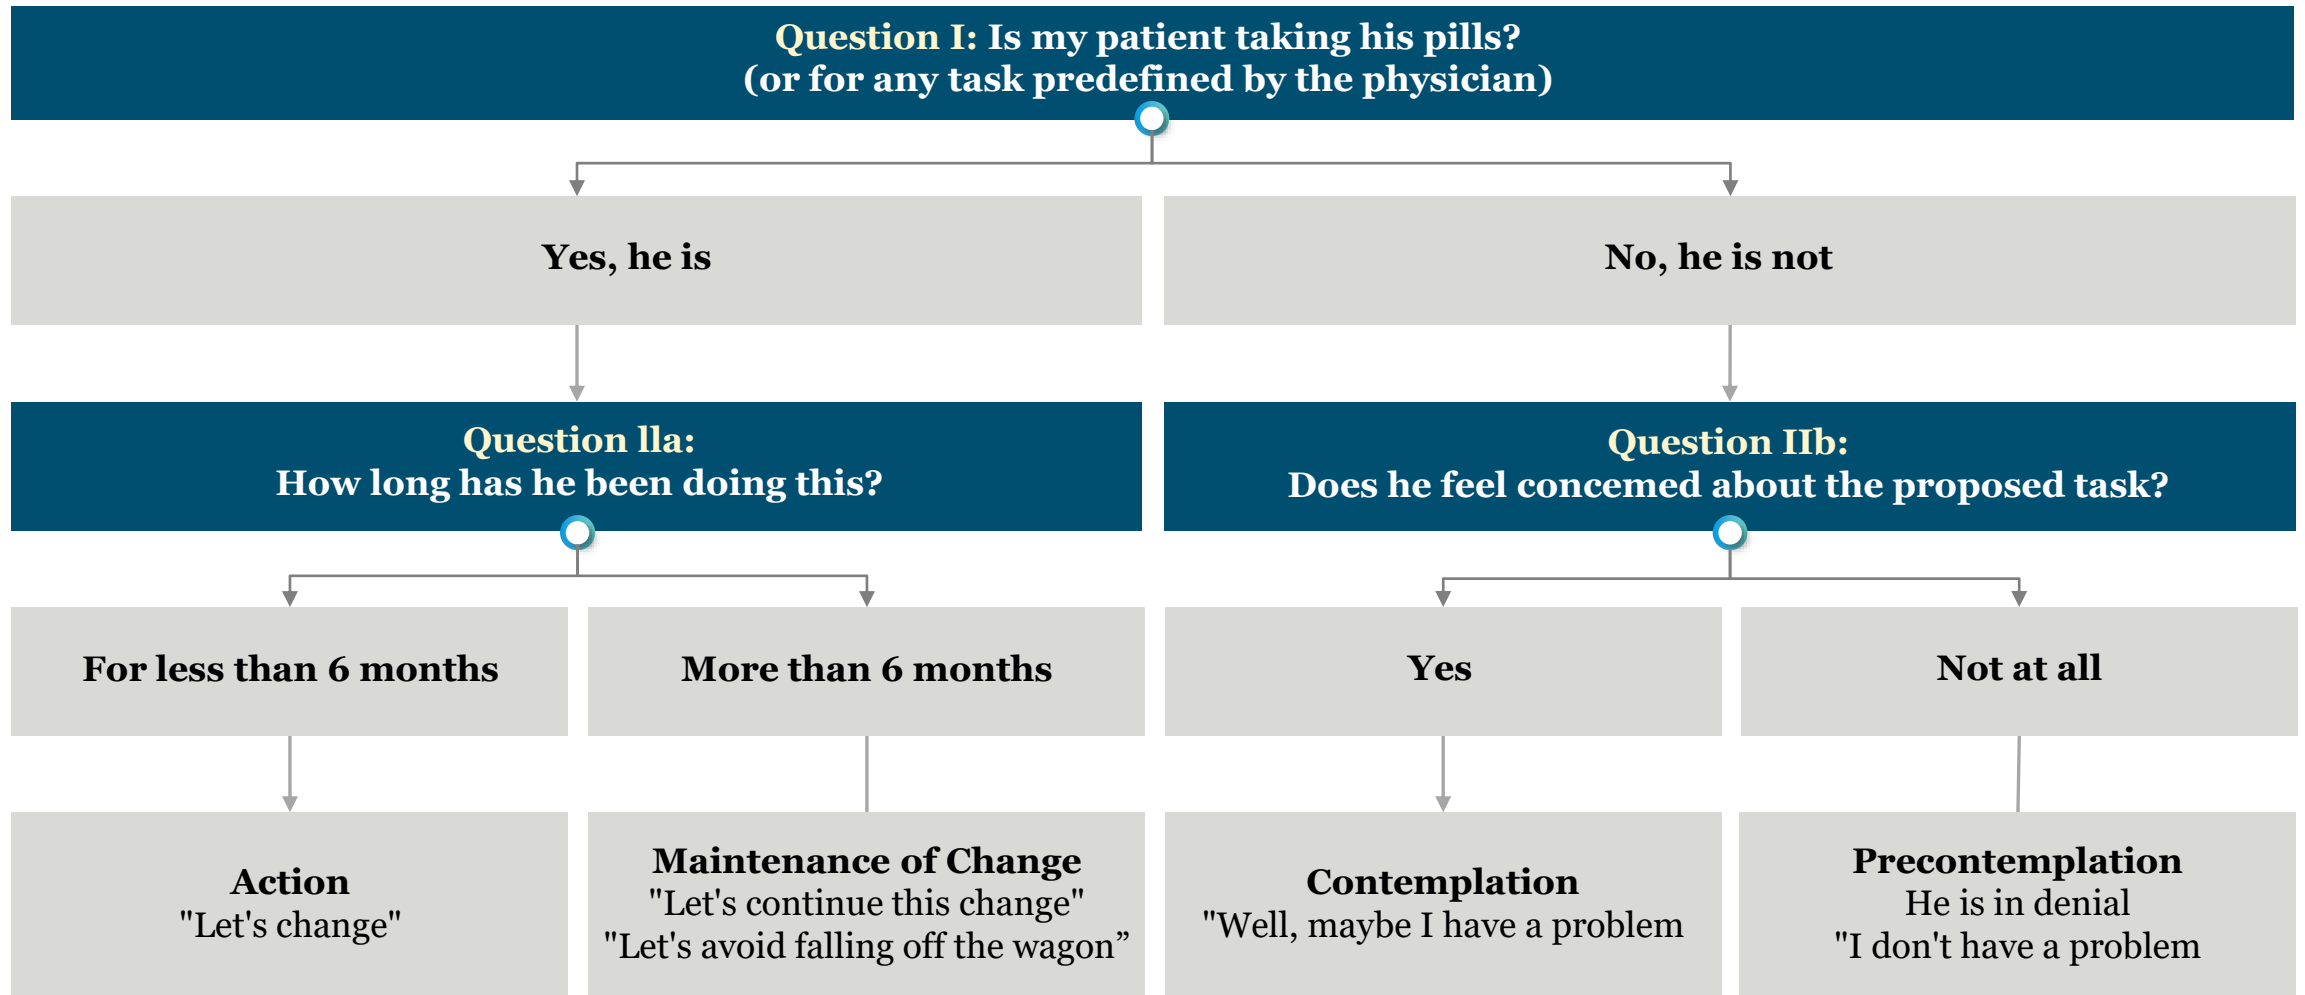 Question I: Is my patient taking his pills?
(or for any task predefined by the physician)
Yes, he is
No, he is not
Question lla:
How long has he been doing this?
Question IIb:
Does he feel concemed about the proposed task?
For less than 6 months
More than 6 months
Yes
Not at all
Action
"Let's change"
Maintenance of Change
"Let's continue this change"
"Let's avoid falling off the wagon”
Contemplation
"Well, maybe I have a problem
Precontemplation
He is in denial
"I don't have a problem